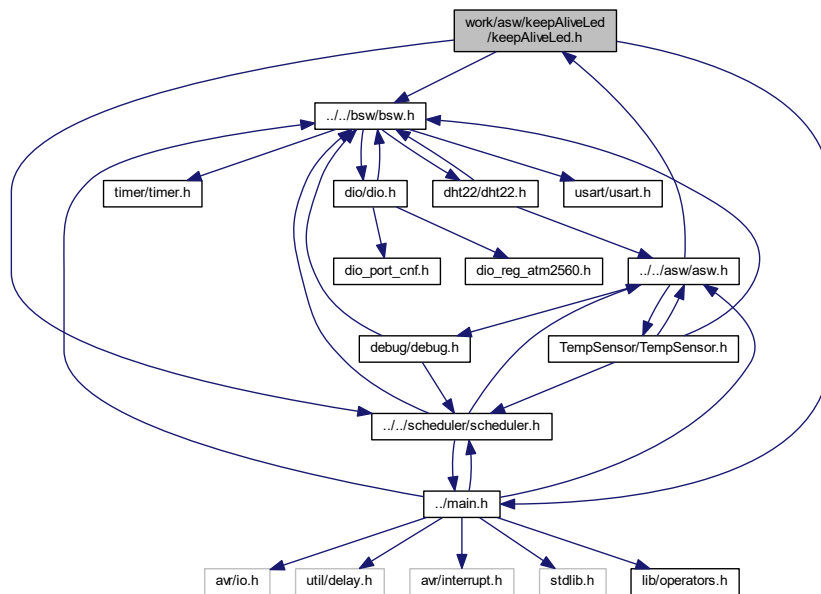 work/asw/keepAliveLed
/keepAliveLed.h
../../bsw/bsw.h
timer/timer.h
dio/dio.h
dht22/dht22.h
usart/usart.h
dio_port_cnf.h
dio_reg_atm2560.h
../../asw/asw.h
debug/debug.h
TempSensor/TempSensor.h
../../scheduler/scheduler.h
../main.h
avr/io.h
util/delay.h
avr/interrupt.h
stdlib.h
lib/operators.h